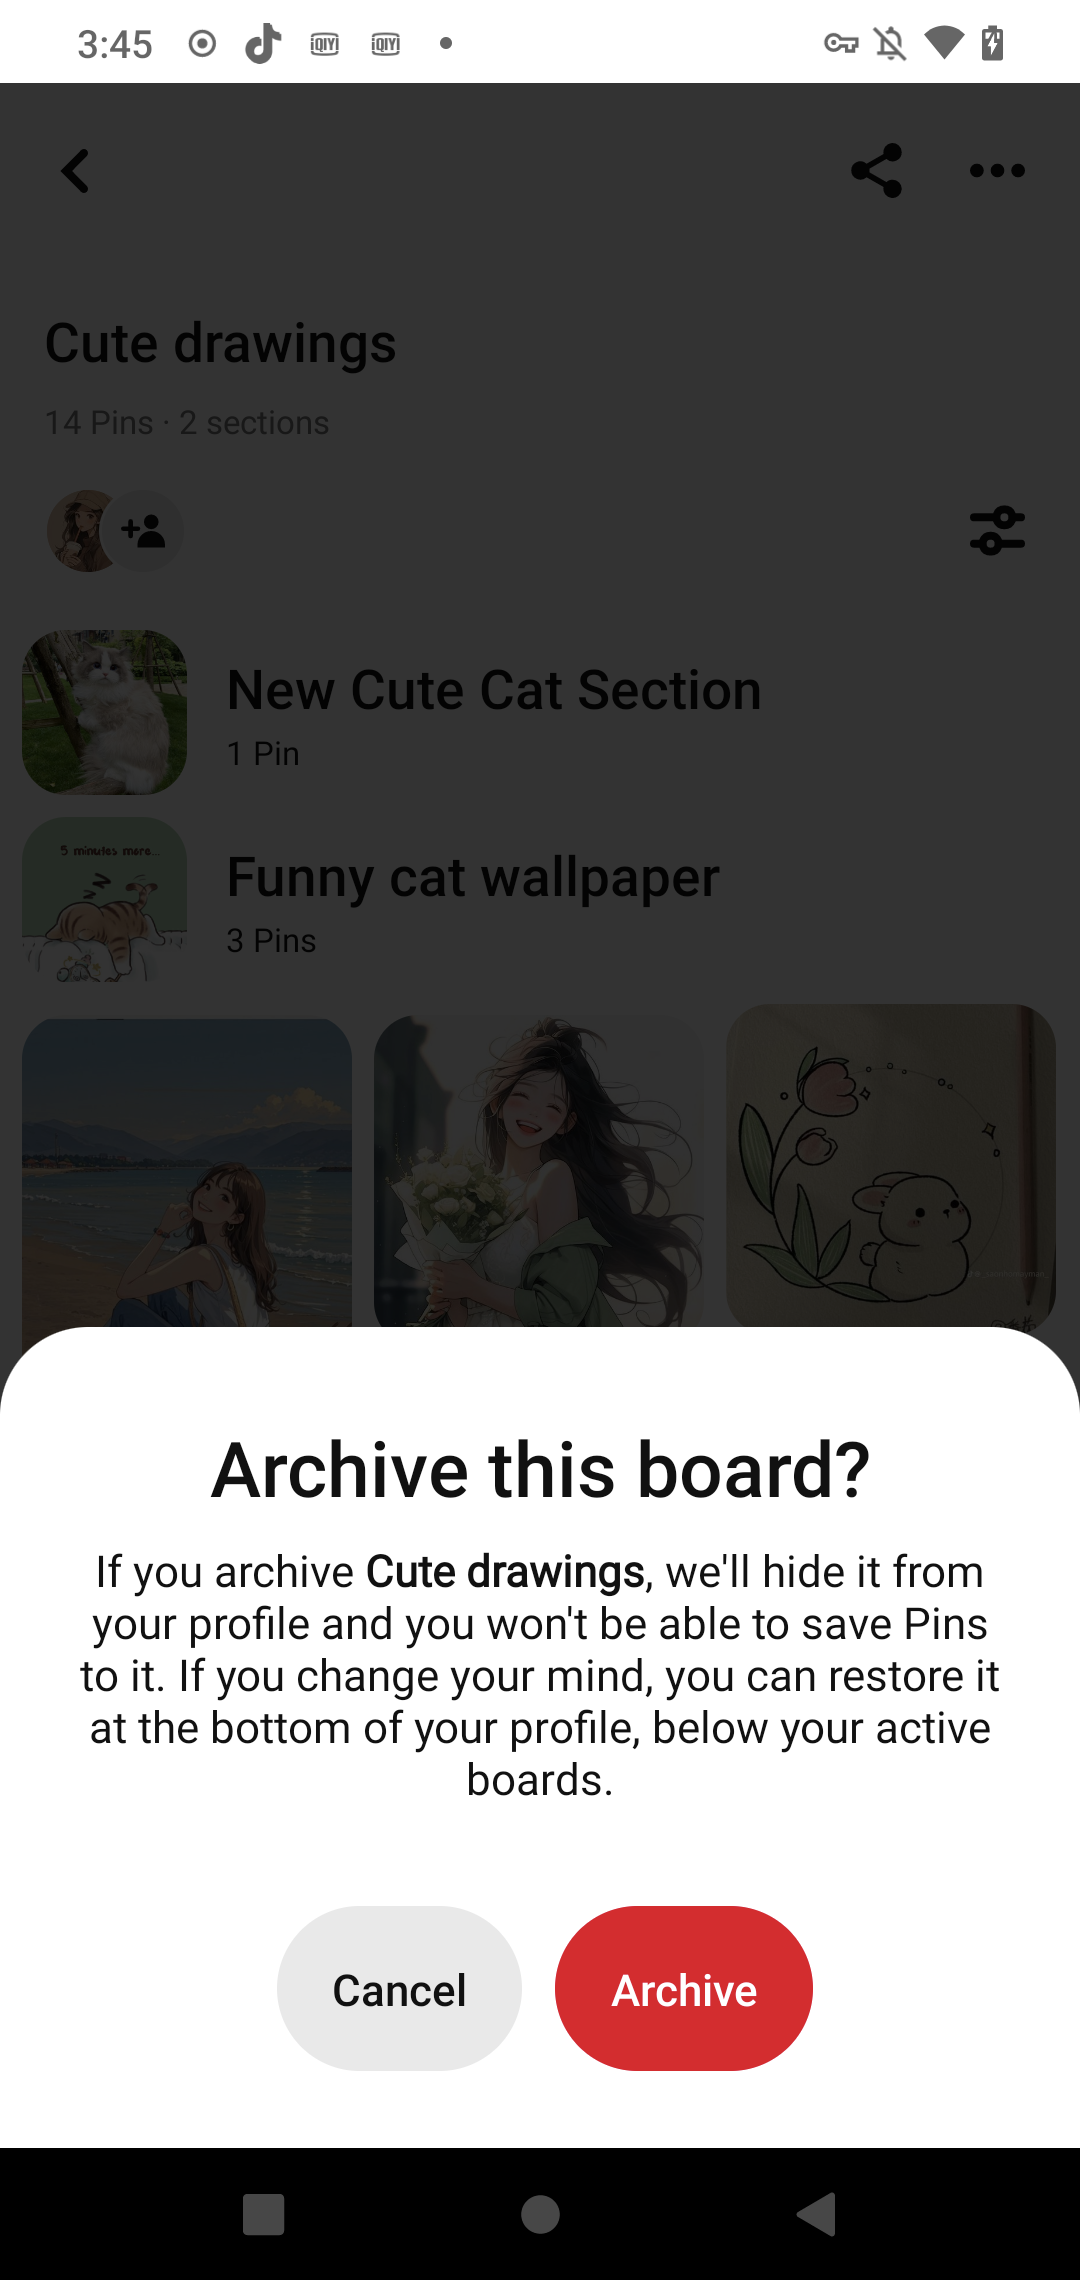 3:45
iQIYI iQIYI
Cute drawings
14 Pins · 2 sections
New Cute Cat Section
1 Pin
5 minutes more...
Funny cat wallpaper
3 Pins
Archive this board?
If you archive Cute drawings, we'll hide it from
your profile and you won't be able to save Pins
to it. If you change your mind, you can restore it
at the bottom of your profile, below your active
boards.
Cancel
Archive